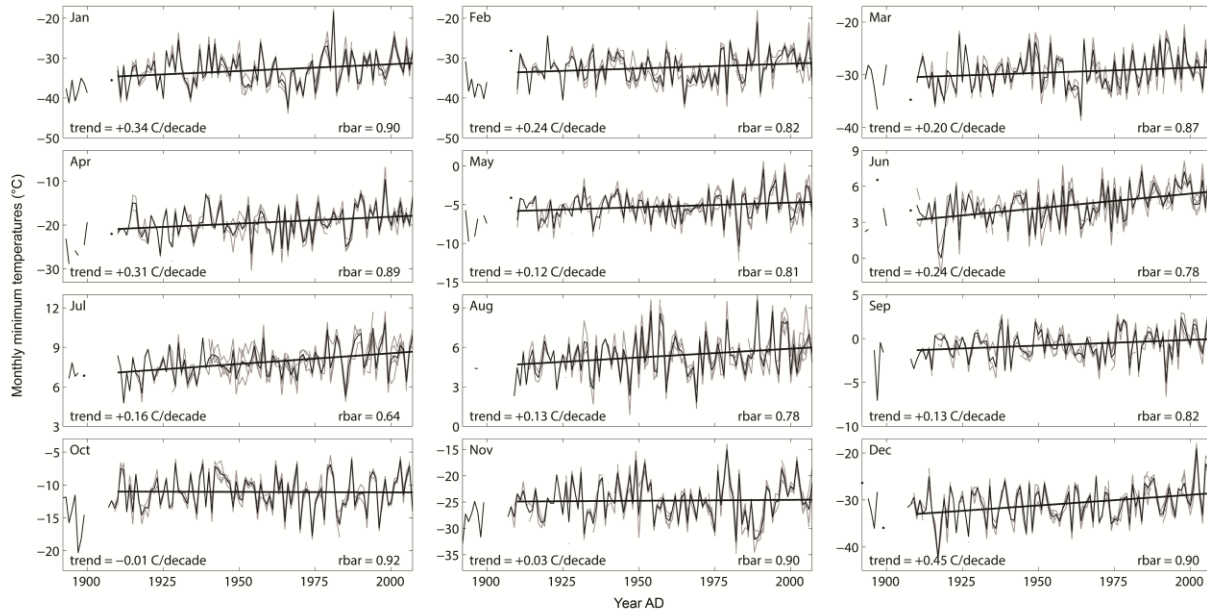 Monthly minimum temperatures (°C)
Jan
−20
−30
−40
−50
trend = +0.34 C/decade
rbar = 0.90
Feb
−20
−30
−40
−50
trend = +0.24 C/decade
rbar = 0.82
Mar
−20
−30
−40
trend = +0.20 C/decade
rbar = 0.87
Apr
−10
−20
−30
trend = +0.31 C/decade
rbar = 0.89
May
0
−5
−10
−15
trend = +0.12 C/decade
rbar = 0.81
Jun
9
6
3
0
trend = +0.24 C/decade
rbar = 0.78
Jul
12
9
6
3
trend = +0.16 C/decade
rbar = 0.64
Aug
9
6
3
0
trend = +0.13 C/decade
rbar = 0.78
Sep
5
0
−5
−10
trend = +0.13 C/decade
rbar = 0.82
Oct
−5
−10
−15
−20
trend = −0.01 C/decade
rbar = 0.92
Nov
−15
−20
−25
−30
−35
trend = +0.03 C/decade
rbar = 0.90
Dec
−20
−30
−40
trend = +0.45 C/decade
rbar = 0.90
1900 1925 1950 1975 2000
1900 1925 1950 1975 2000
1900 1925 1950 1975 2000
Year AD